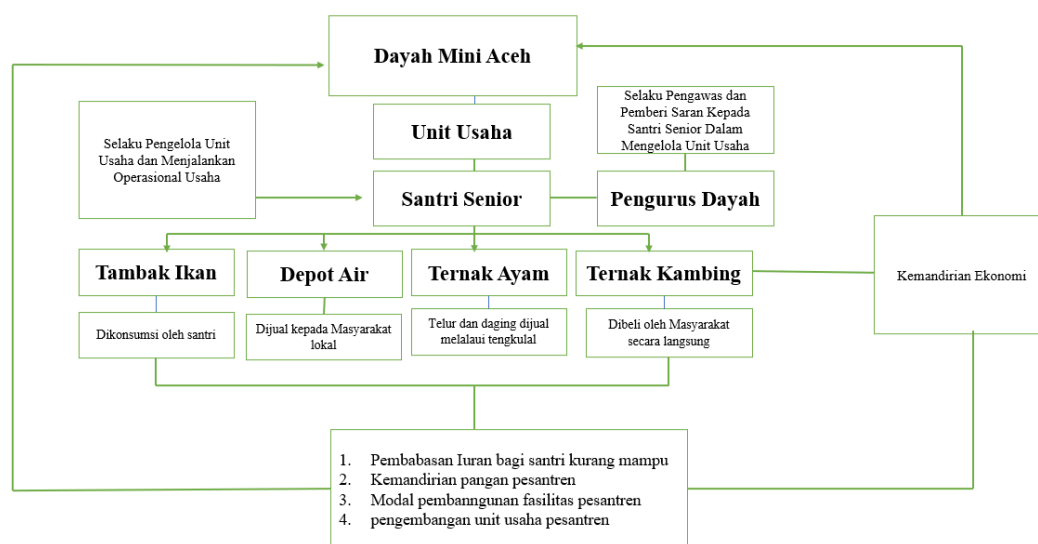 Dayah Mini Aceh
Unit Usaha
Selaku Pengawas dan
Pemberi Saran Kepada
Santri Senior Dalam
Mengelola Unit Usaha
Selaku Pengelola Unit
Usaha dan Menjalankan
Operasional Usaha
Santri Senior
Pengurus Dayah
Kemandirian Ekonomi
Tambak Ikan
Depot Air
Ternak Ayam
Ternak Kambing
Dikonsumsi oleh santri
Dijual kepada Masyarakat
lokal
Telur dan daging dijual
melalaui tengkulal
Dibeli oleh Masyarakat
secara langsung
1. Pembabasan Iuran bagi santri kurang mampu
2. Kemandirian pangan pesantren
3. Modal pembanngunan fasilitas pesantren
4. pengembangan unit usaha pesantren